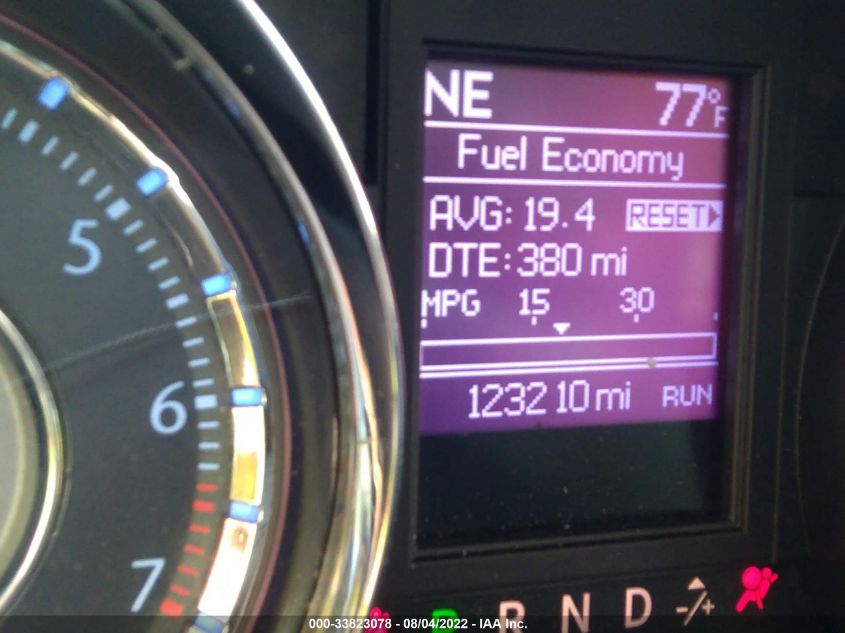 NE 77°F
Fuel Economy
AVG: 19.4 RESET
DTE: 380 mi
MPG 15 30
123210 mi RUN
5
6
7
P R N D -/+
000-33823078 - 08/04/2022 - IAA Inc.